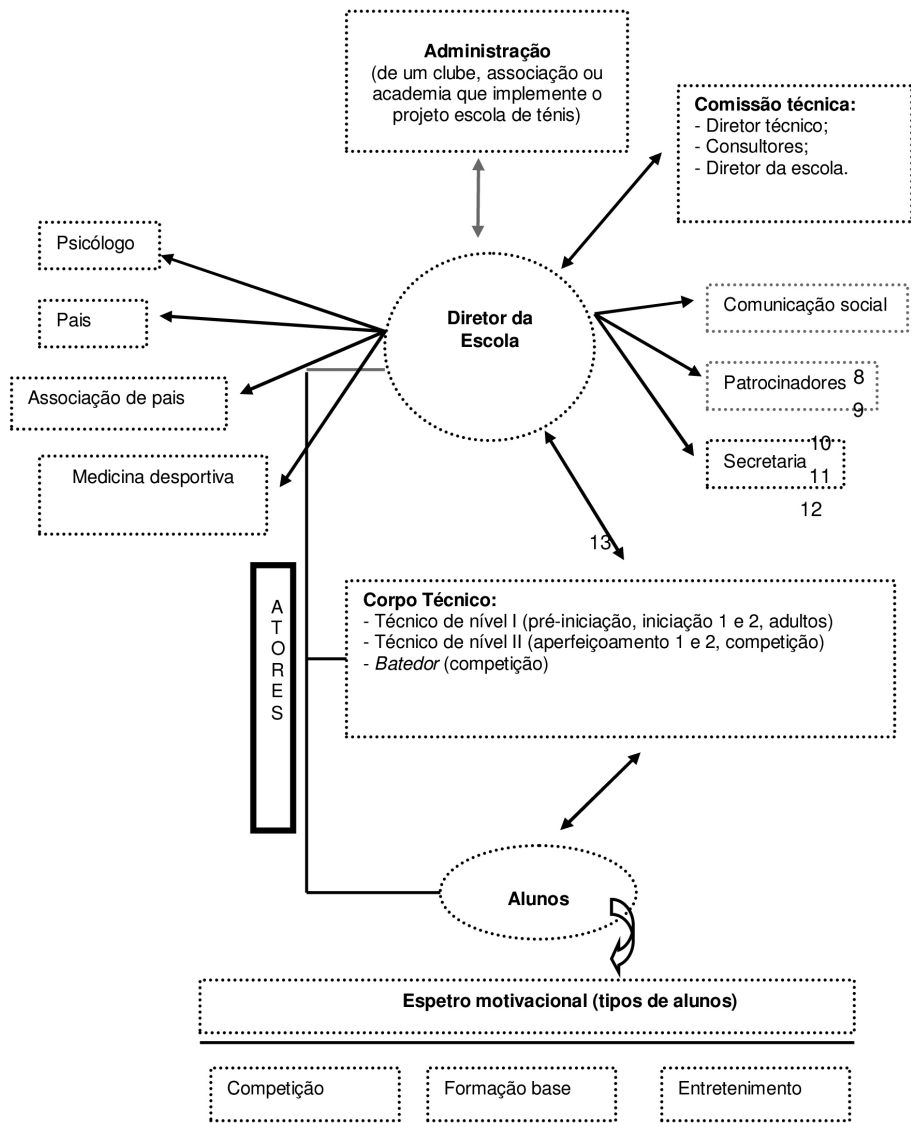 Administração
(de um clube, associação ou
academia que implemente o
projeto escola de ténis)
Comissão técnica:
- Diretor técnico;
- Consultores;
- Diretor da escola.
Psicólogo
Pais
Associação de pais
Medicina desportiva
Diretor da
Escola
Comunicação social
Patrocinadores 8
9
10
Secretaria 11
12
13
A
T
O
R
E
S
Corpo Técnico:
- Técnico de nível I (pré-iniciação, iniciação 1 e 2, adultos)
- Técnico de nível II (aperfeiçoamento 1 e 2, competição)
- Batedor (competição)
Alunos
Espetro motivacional (tipos de alunos)
Competição
Formação base
Entretenimento